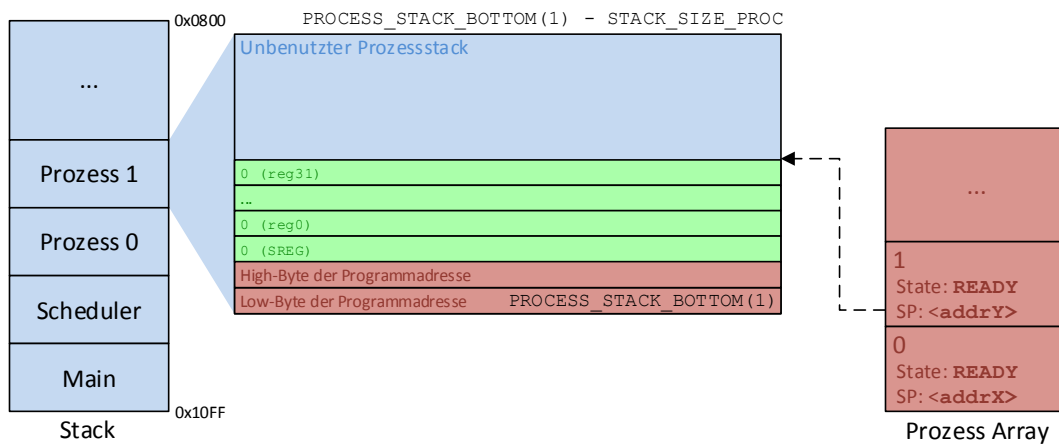 0x0800
...
Prozess 1
Prozess 0
Scheduler
Main
0x10FF
Stack
PROCESS_STACK_BOTTOM(1) - STACK_SIZE_PROC
Unbenutzter Prozessstack
0 (reg31)
...
0 (reg0)
0 (SREG)
High-Byte der Programmadresse
Low-Byte der Programmadresse PROCESS_STACK_BOTTOM(1)
...
1
State: READY
SP: <addrY>
0
State: READY
SP: <addrX>
Prozess Array